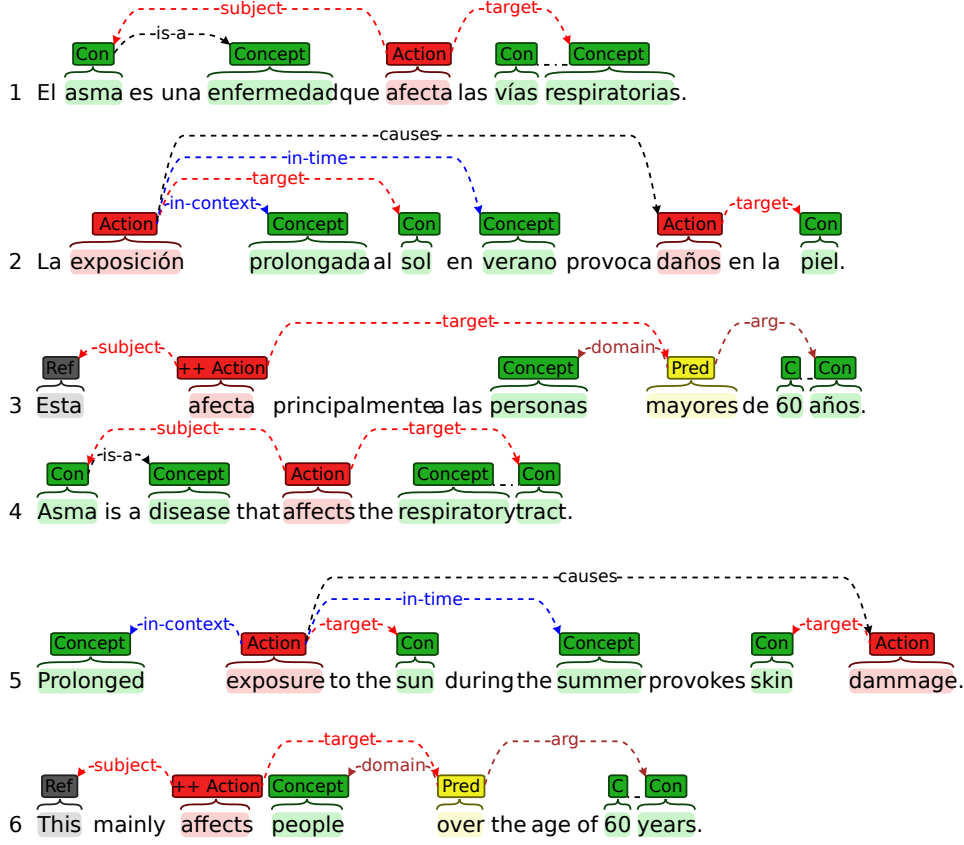 subject target
is-a
Con Concept Action Con Concept
1 El asma es una enfermedad que afecta las vías respiratorias.
causes
in-time
target
in-context target
Action Concept Con Concept Action Con
2 La exposición prolongada al sol en verano provoca daños en la piel.
target arg
subject domain
Ref ++ Action Concept Pred C Con
3 Esta afecta principalmente a las personas mayores de 60 años.
subject target
is-a
Con Concept Action Concept Con
4 Asma is a disease that affects the respiratory tract.
causes
in-time
in-context target target
Concept Action Con Concept Con Action
5 Prolonged exposure to the sun during the summer provokes skin dammage.
target arg
subject domain
Ref ++ Action Concept Pred C Con
6 This mainly affects people over the age of 60 years.